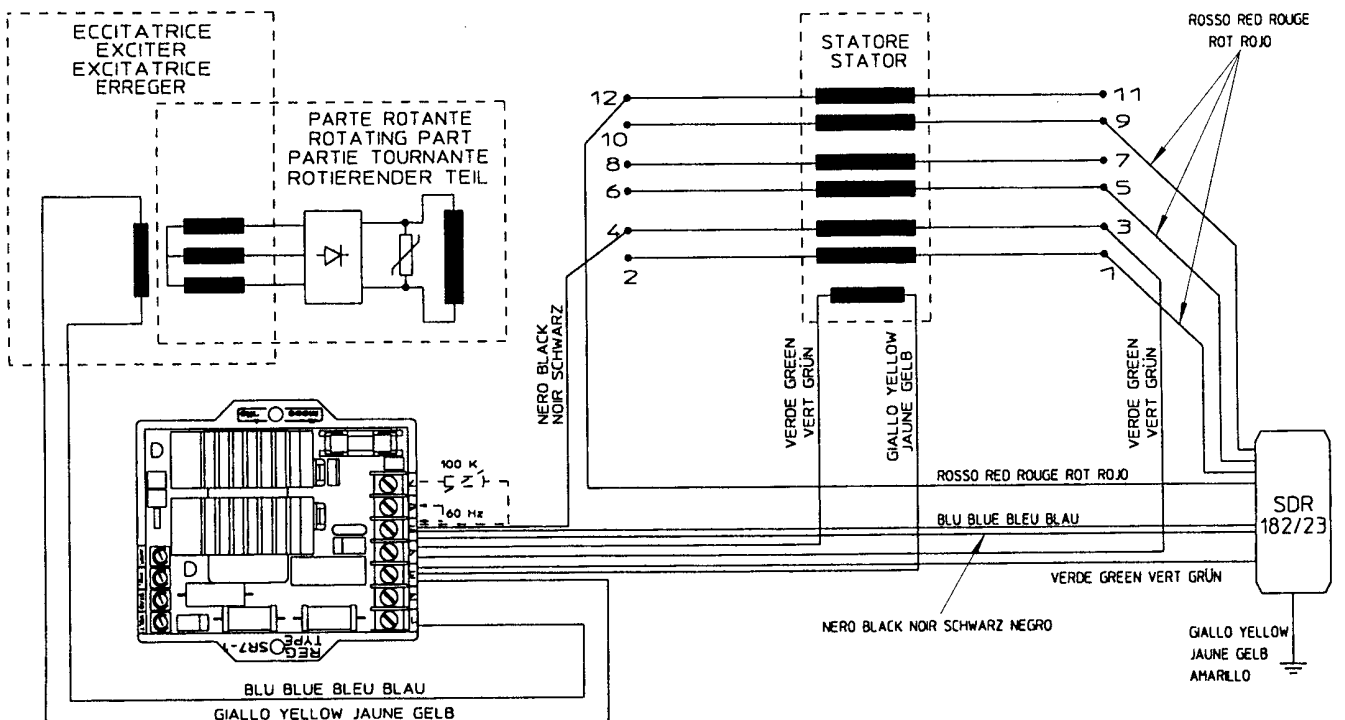 ECCITATRICE
EXCITER
EXCITATRICE
ERREGER
PARTE ROTANTE
ROTATING PART
PARTIE TOURNANTE
ROTIERENDER TEIL
STATORE
STATOR
ROSSO RED ROUGE
ROT ROJO
12
11
10
9
8
7
6
5
4
3
2
1
NERO BLACK
NOIR SCHWARZ
VERDE GREEN
VERT GRÜN
GIALLO YELLOW
JAUNE GELB
VERDE GREEN
VERT GRÜN
100 K
60 Hz
ROSSO RED ROUGE ROT ROJO
BLU BLUE BLEU BLAU
SDR
182/23
VERDE GREEN VERT GRÜN
NERO BLACK NOIR SCHWARZ NEGRO
GIALLO YELLOW
JAUNE GELB
AMARILLO
REG
TYPE
BLU BLUE BLEU BLAU
GIALLO YELLOW JAUNE GELB